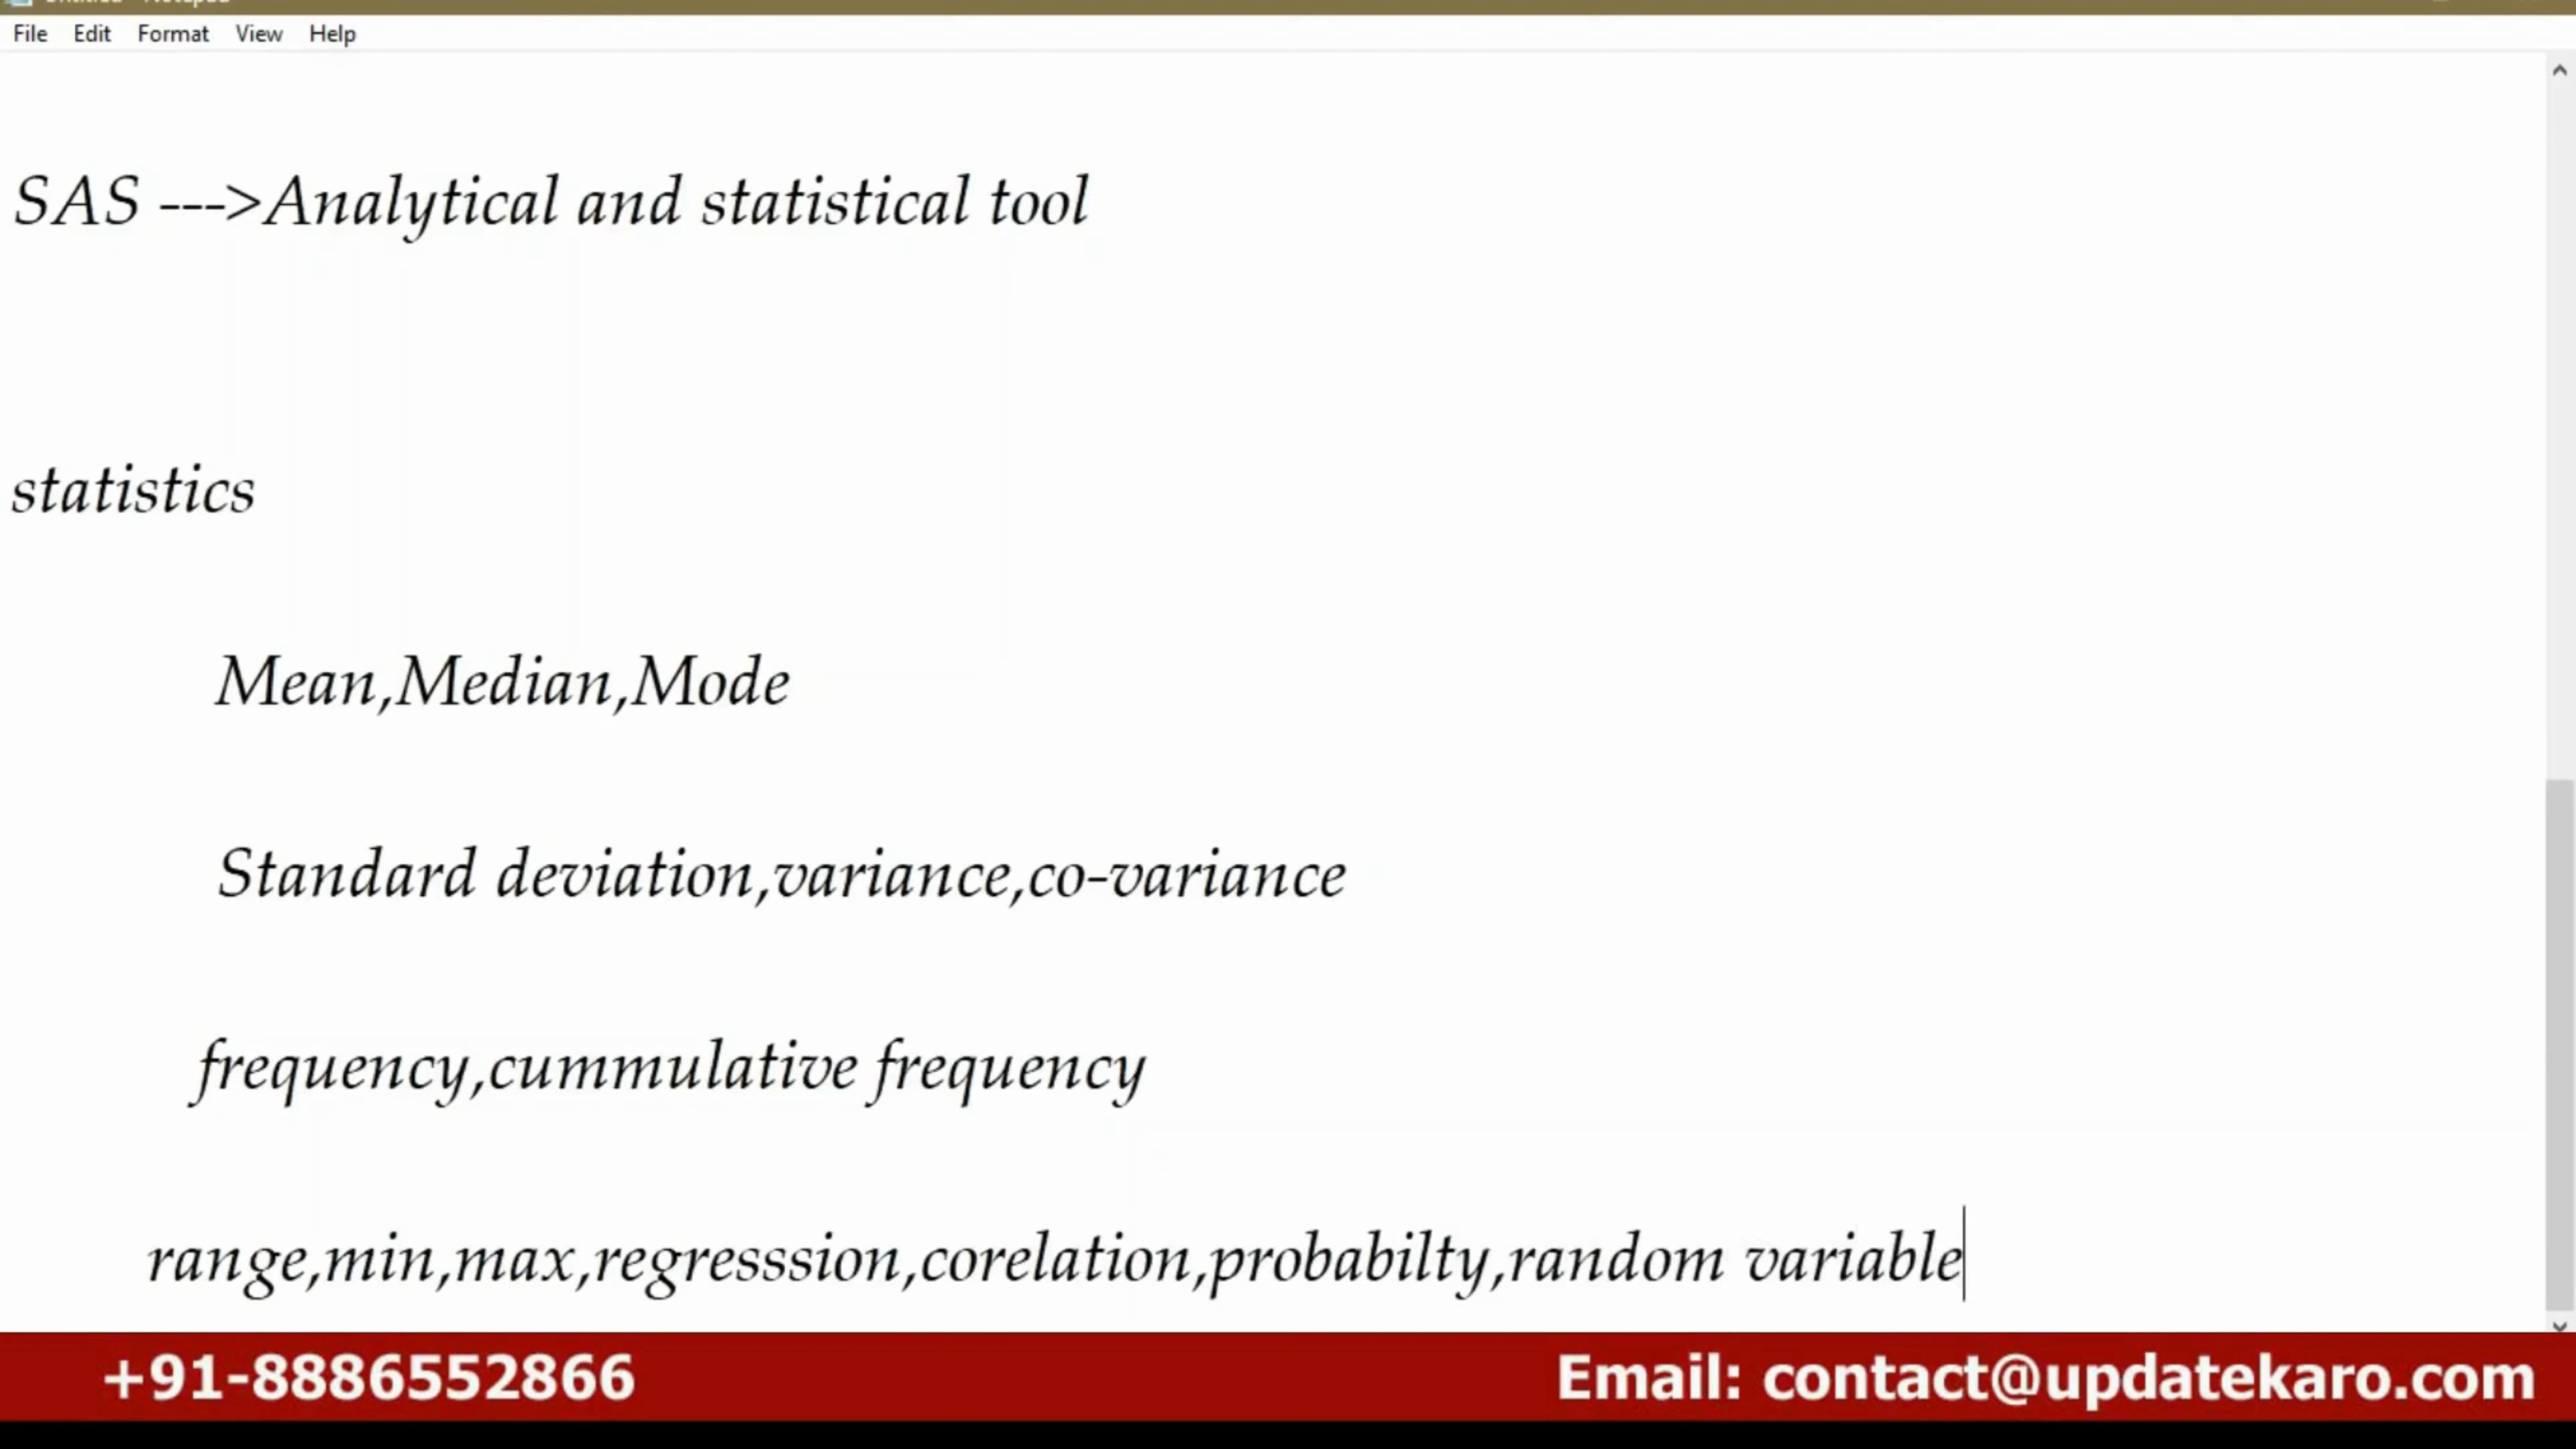 File Edit Format View Help
SAS --->Analytical and statistical tool
statistics
Mean,Median,Mode
Standard deviation,variance,co-variance
frequency,cummulative frequency
range,min,max,regresssion,corelation,probabilty,random variable
+91-8886552866 Email: contact@updatekaro.com